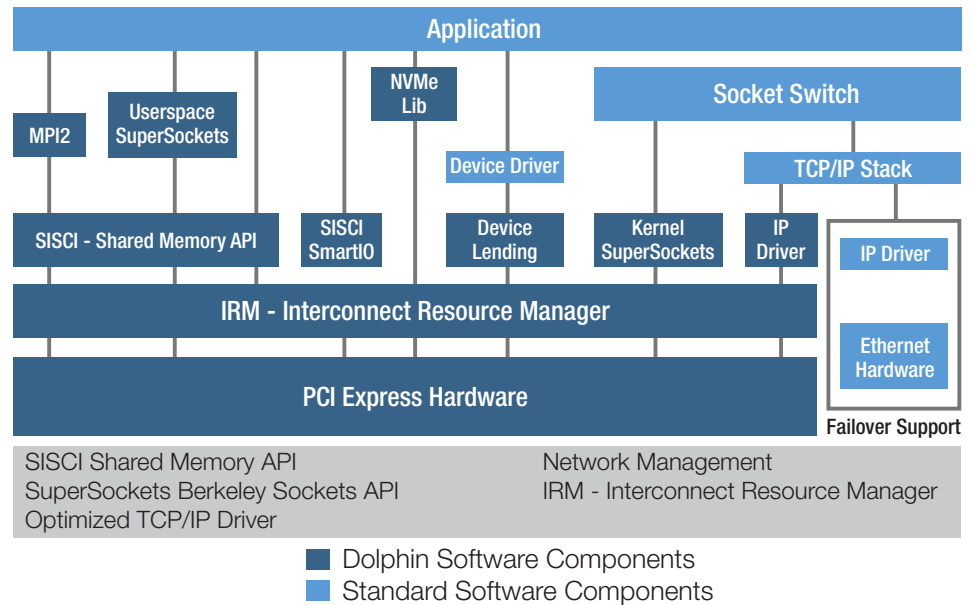 Application
NVMe
Lib
Socket Switch
Userspace
SuperSockets
MPI2
Device Driver
TCP/IP Stack
SISCI - Shared Memory API
SISCI
SmartIO
Device
Lending
Kernel
SuperSockets
IP
Driver
IP Driver
IRM - Interconnect Resource Manager
Ethernet
Hardware
PCI Express Hardware
Failover Support
SISCI Shared Memory API
SuperSockets Berkeley Sockets API
Optimized TCP/IP Driver
Network Management
IRM - Interconnect Resource Manager
Dolphin Software Components
Standard Software Components